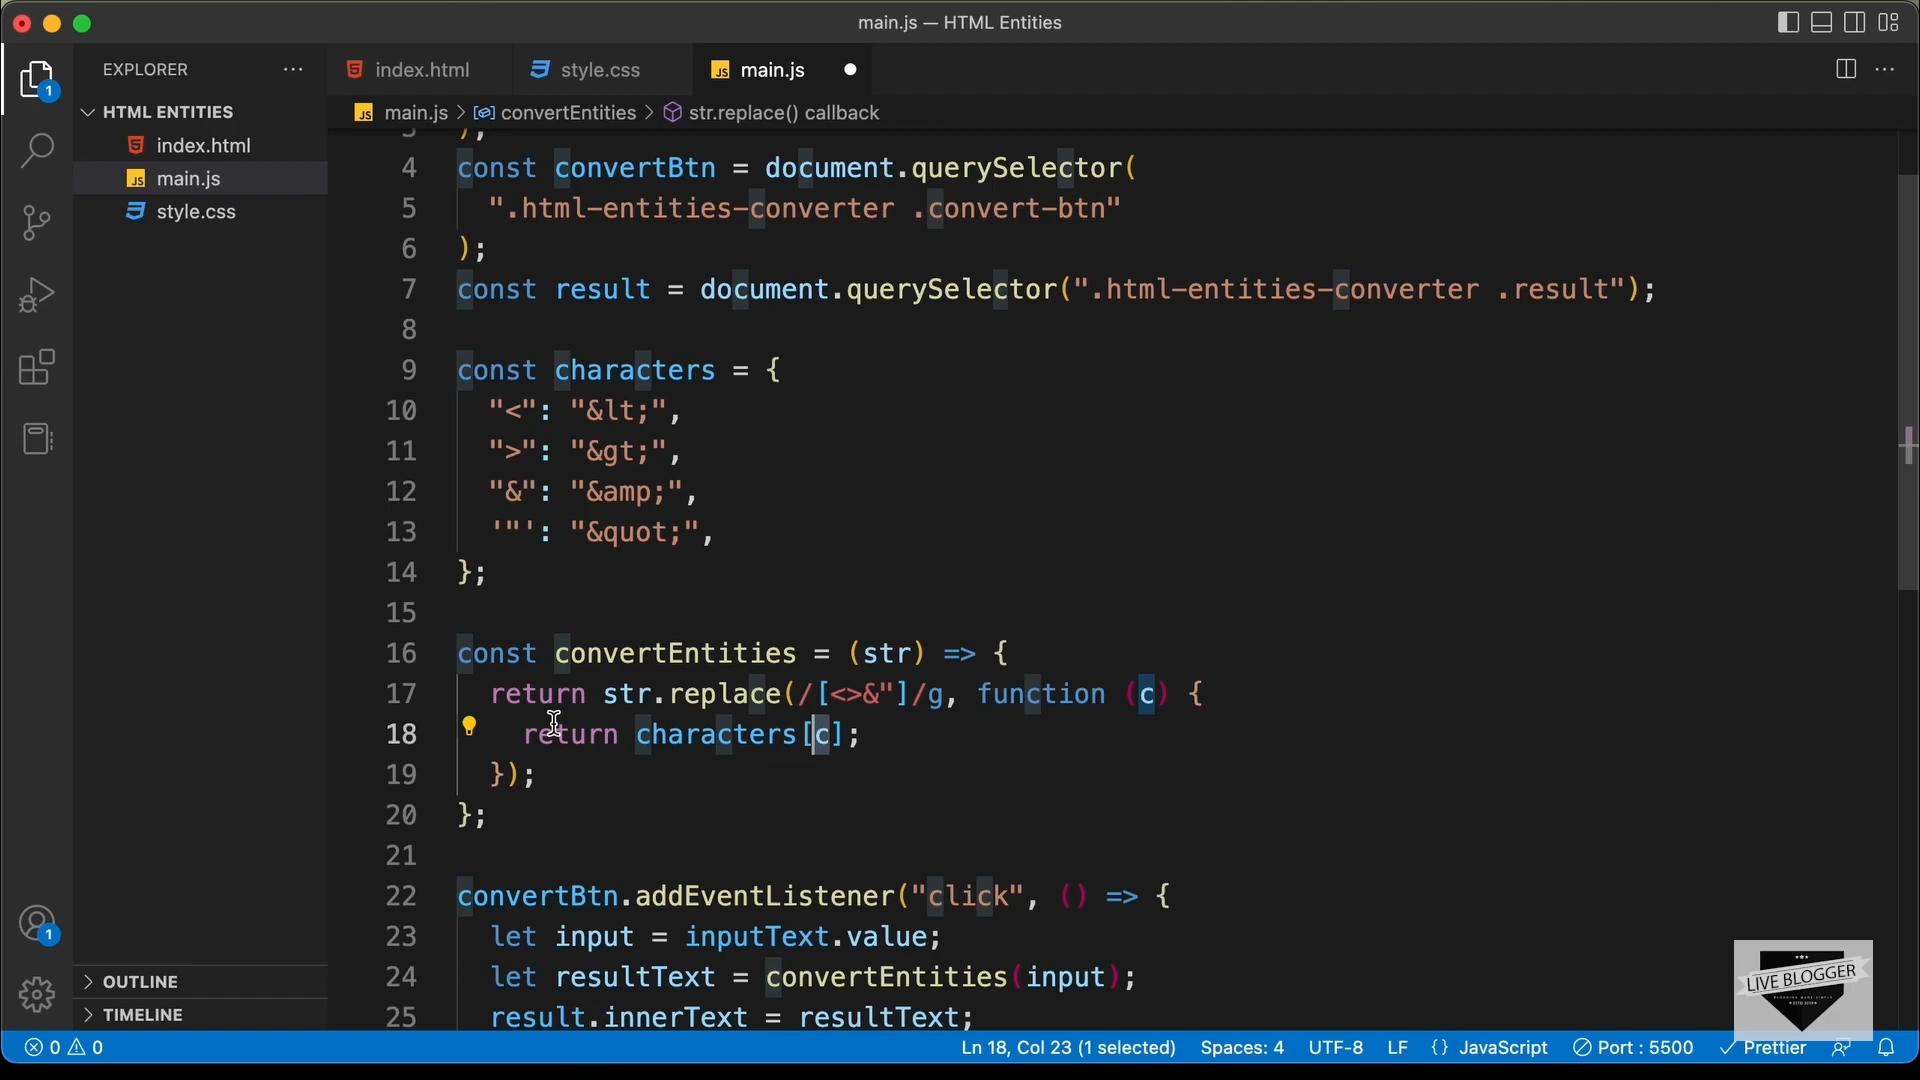 main.js — HTML Entities
EXPLORER
index.html
style.css
main.js
1
HTML ENTITIES
main.js > convertEntities > str.replace() callback
index.html
main.js
style.css
3 );
4 const convertBtn = document.querySelector(
5 ".html-entities-converter .convert-btn"
6 );
7 const result = document.querySelector(".html-entities-converter .result");
8
9 const characters = {
10 "<": "&lt;",
11 ">": "&gt;",
12 "&": "&amp;",
13 '"': "&quot;",
14 };
15
16 const convertEntities = (str) => {
17 return str.replace(/[<>&"]/g, function (c) {
18 return characters[c];
19 });
20 };
21
22 convertBtn.addEventListener("click", () => {
23 let input = inputText.value;
24 let resultText = convertEntities(input);
25 result.innerText = resultText;
1
OUTLINE
TIMELINE
LIVE BLOGGER
0 0
Ln 18, Col 23 (1 selected)
Spaces: 4
UTF-8
LF
{} JavaScript
Port : 5500
Prettier